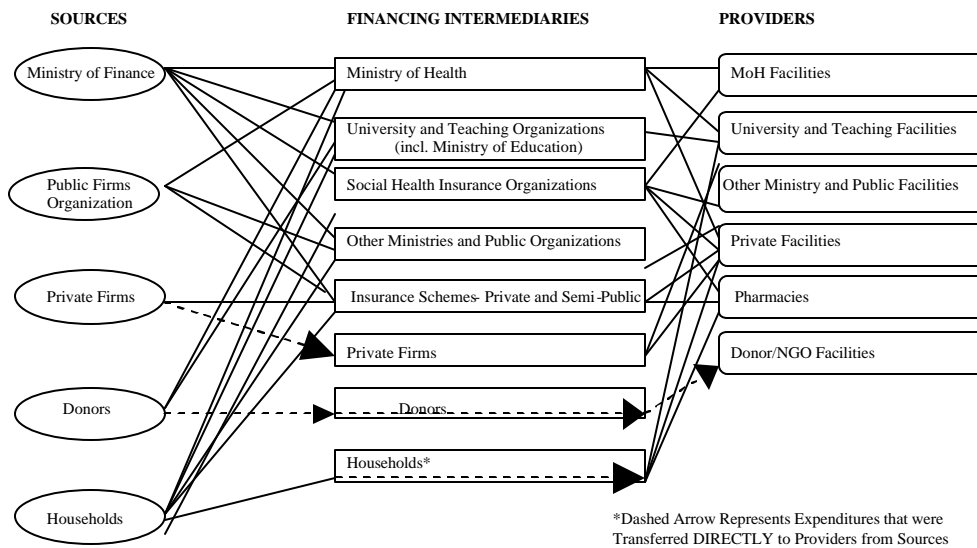 SOURCES
FINANCING INTERMEDIARIES
PROVIDERS
Ministry of Finance
Public Firms
Organization
Private Firms
Donors
Households
Ministry of Health
University and Teaching Organizations
(incl. Ministry of Education)
Social Health Insurance Organizations
Other Ministries and Public Organizations
Insurance Schemes- Private and Semi-Public
Private Firms
Donors
Households*
MoH Facilities
University and Teaching Facilities
Other Ministry and Public Facilities
Private Facilities
Pharmacies
Donor/NGO Facilities
*Dashed Arrow Represents Expenditures that were
Transferred DIRECTLY to Providers from Sources